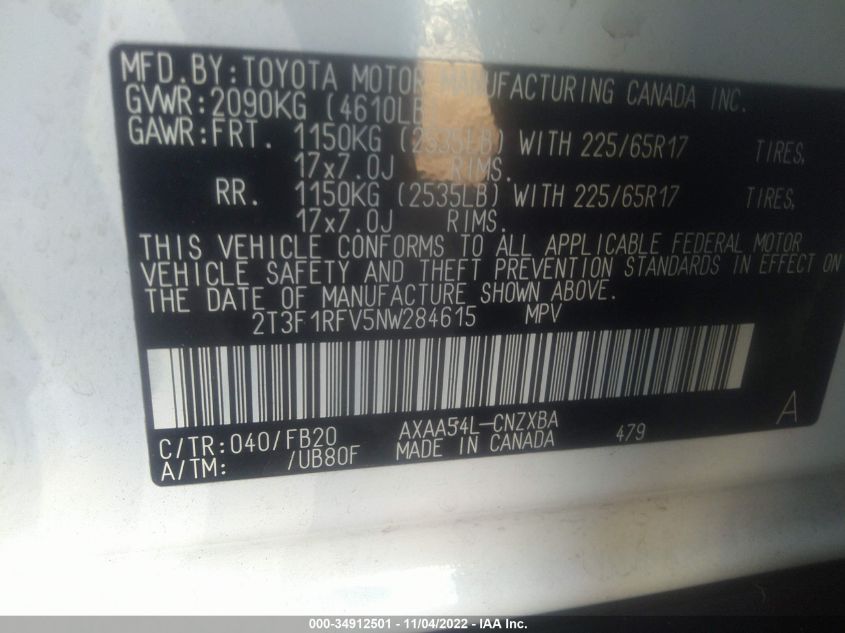 MFD.BY:TOYOTA MOTOR MANUFACTURING CANADA INC.
GVWR:2090KG (4610LB)
GAWR:FRT. 1150KG (2535LB) WITH 225/65R17 TIRES,
17x7.0J RIMS.
RR. 1150KG (2535LB) WITH 225/65R17 TIRES,
17x7.0J RIMS.
THIS VEHICLE CONFORMS TO ALL APPLICABLE FEDERAL MOTOR
VEHICLE SAFETY AND THEFT PREVENTION STANDARDS IN EFFECT ON
THE DATE OF MANUFACTURE SHOWN ABOVE.
2T3F1RFV5NW284615 MPV
C/TR:040/FB20 AXAA54L-CNZXBA 479 A
A/TM: /UB80F MADE IN CANADA
000-34912501 - 11/04/2022 - IAA Inc.